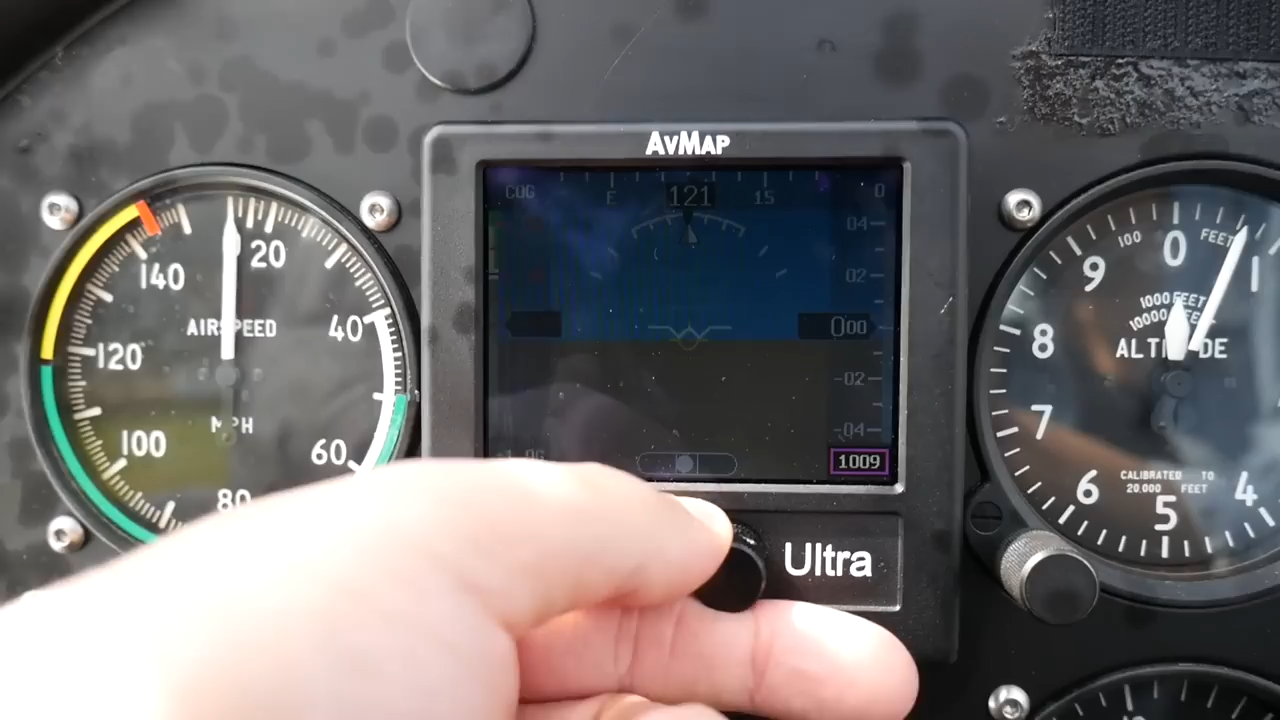 AvMap
COG
E
121
15
0
04
02
000
-02
-04
1009
Ultra
20
40
60
80
100
120
140
AIRSPEED
MPH
0
1
4
5
6
7
8
9
100
FEET
1000 FEET
ALTI DE
CALIBRATED TO
20,000 FEET